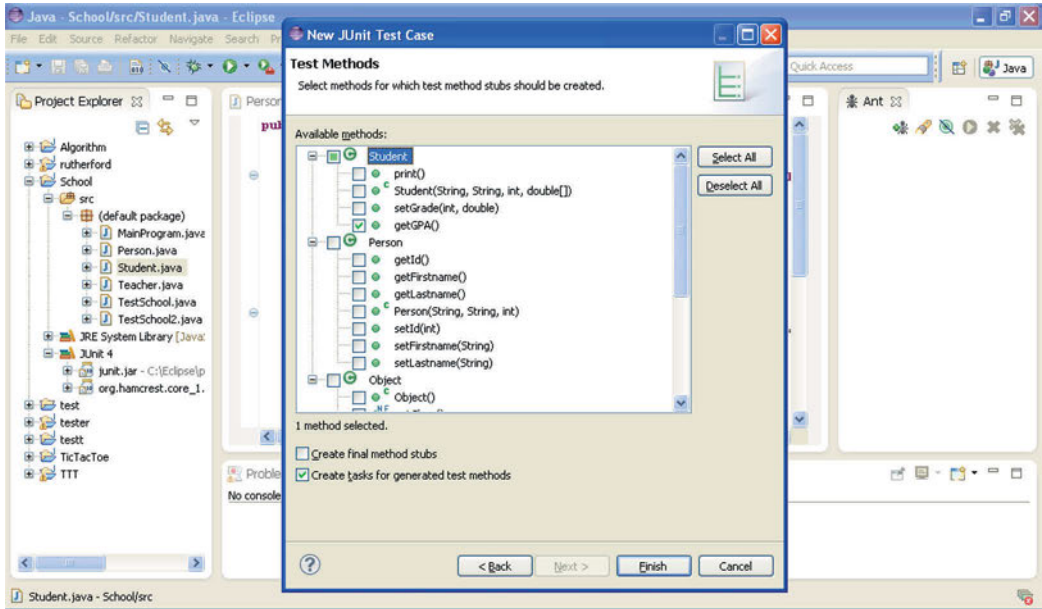 Java - School/src/Student.java - Eclipse
File Edit Source Refactor Navigate Search
Quick Access
Java
Project Explorer
Algorithm
rutherford
School
src
(default package)
MainProgram.java
Person.java
Student.java
Teacher.java
TestSchool.java
TestSchool2.java
JRE System Library [Java
JUnit 4
junit.jar - C:\Eclipse\p
org.hamcrest.core_1.
test
tester
testt
TicTacToe
TTT
Person
pul
New JUnit Test Case
Test Methods
Select methods for which test method stubs should be created.
Available methods:
Student
print()
Student(String, String, int, double[])
setGrade(int, double)
getGPA()
Person
getId()
getFirstname()
getLastname()
Person(String, String, int)
setId(int)
setFirstname(String)
setLastname(String)
Object
Object()
Select All
Deselect All
1 method selected.
Create final method stubs
Create tasks for generated test methods
< Back Next > Finish Cancel
Ant
Proble
No console
Student.java - School/src